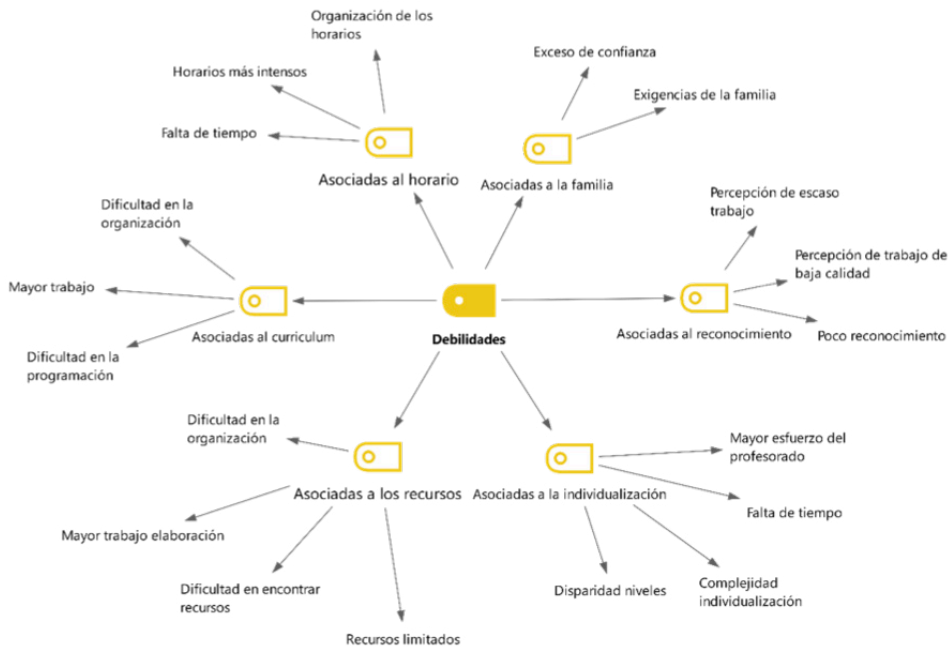 Organización de los
horarios
Exceso de confianza
Horarios más intensos
Exigencias de la familia
Falta de tiempo
Asociadas al horario
Asociadas a la familia
Percepción de escaso
trabajo
Dificultad en la
organización
Percepción de trabajo de
baja calidad
Mayor trabajo
Asociadas al curriculum
Debilidades
Asociadas al reconocimiento
Poco reconocimiento
Dificultad en la
programación
Dificultad en la
organización
Mayor esfuerzo del
profesorado
Asociadas a los recursos
Asociadas a la individualización
Falta de tiempo
Mayor trabajo elaboración
Dificultad en encontrar
recursos
Disparidad niveles
Complejidad
individualización
Recursos limitados